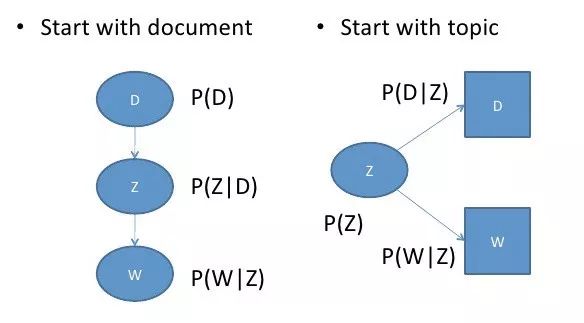 • Start with document
D
P(D)
Z
P(Z|D)
W
P(W|Z)
• Start with topic
P(D|Z)
D
Z
P(Z)
P(W|Z)
W